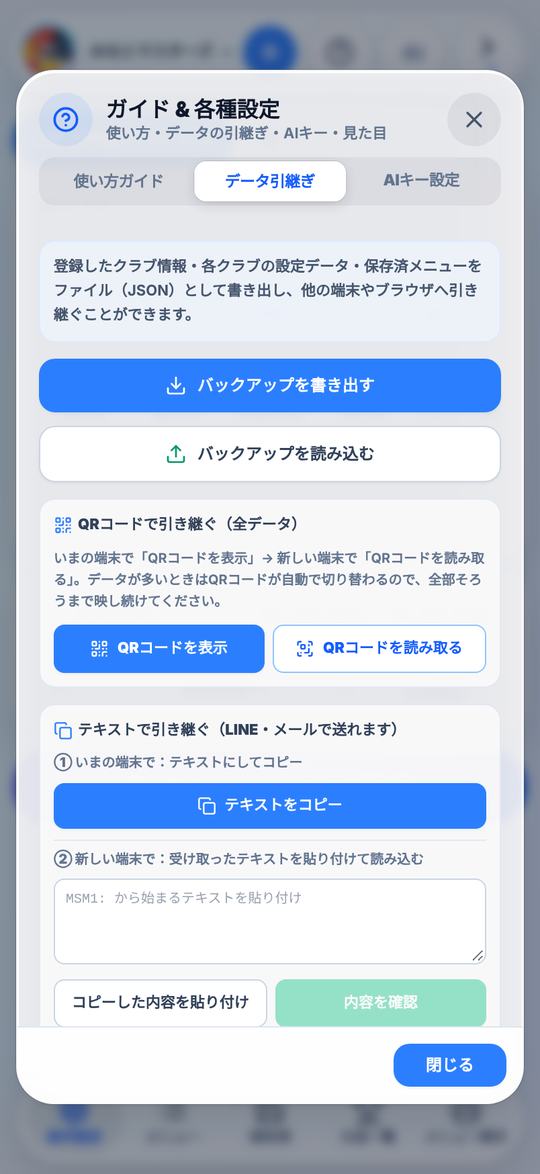 ガイド & 各種設定
使い方・データの引継ぎ・AIキー・見た目
使い方ガイド
データ引継ぎ
AIキー設定
登録したクラブ情報・各クラブの設定データ・保存済メニューを
ファイル（JSON）として書き出し、他の端末やブラウザへ引き
継ぐことができます。
バックアップを書き出す
バックアップを読み込む
QRコードで引き継ぐ（全データ）
いまの端末で「QRコードを表示」→ 新しい端末で「QRコードを読み取
る」。データが多いときはQRコードが自動で切り替わるので、全部そろ
うまで映し続けてください。
QRコードを表示
QRコードを読み取る
テキストで引き継ぐ（LINE・メールで送れます）
①いまの端末で：テキストにしてコピー
テキストをコピー
②新しい端末で：受け取ったテキストを貼り付けて読み込む
MSM1: から始まるテキストを貼り付け
コピーした内容を貼り付け
内容を確認
閉じる